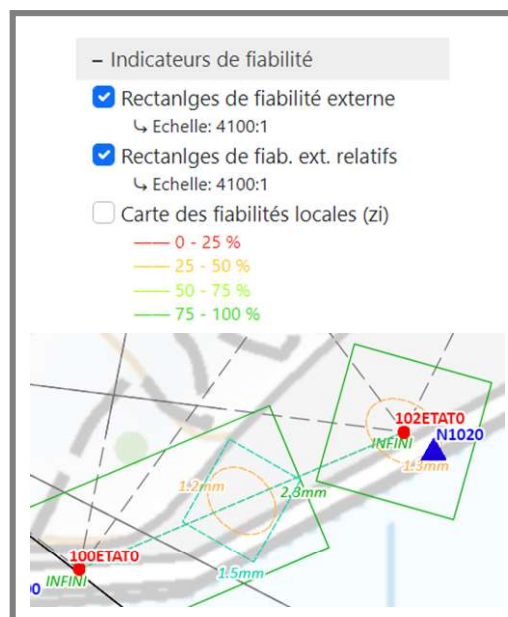 – Indicateurs de fiabilité
Rectanlges de fiabilité externe
↳ Echelle: 4100:1
Rectanlges de fiab. ext. relatifs
↳ Echelle: 4100:1
Carte des fiabilités locales (zi)
0 - 25 %
25 - 50 %
50 - 75 %
75 - 100 %
102ETAT0
N1020
INFINI
1.3mm
1.2mm
2.3mm
100ETAT0
1.5mm
INFINI